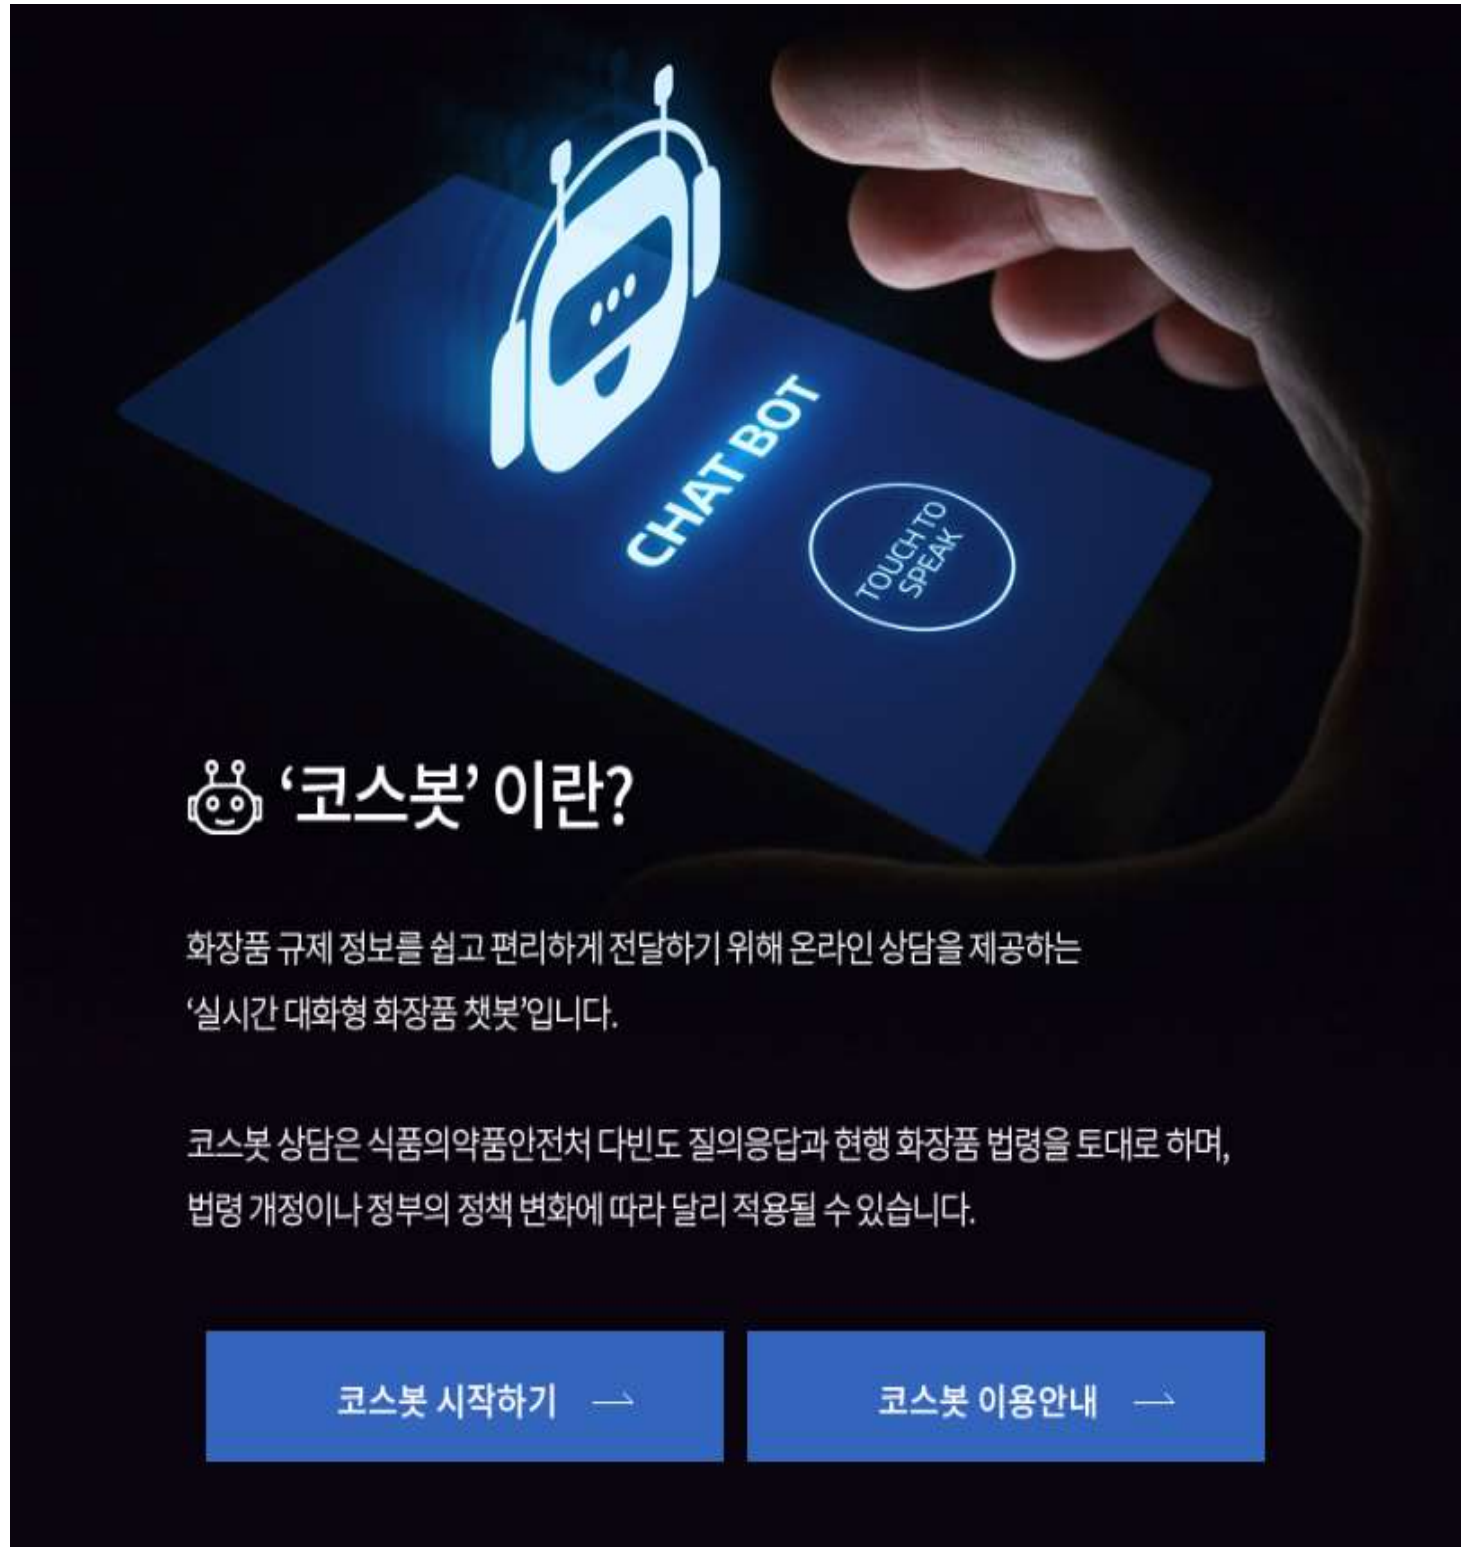 CHAT BOT
TOUCH TO
SPEAK
‘코스봇’ 이란?
화장품 규제 정보를 쉽고 편리하게 전달하기 위해 온라인 상담을 제공하는
‘실시간 대화형 화장품 챗봇’입니다.
코스봇 상담은 식품의약품안전처 다빈도 질의응답과 현행 화장품 법령을 토대로 하며,
법령 개정이나 정부의 정책 변화에 따라 달리 적용될 수 있습니다.
코스봇 시작하기 →
코스봇 이용안내 →